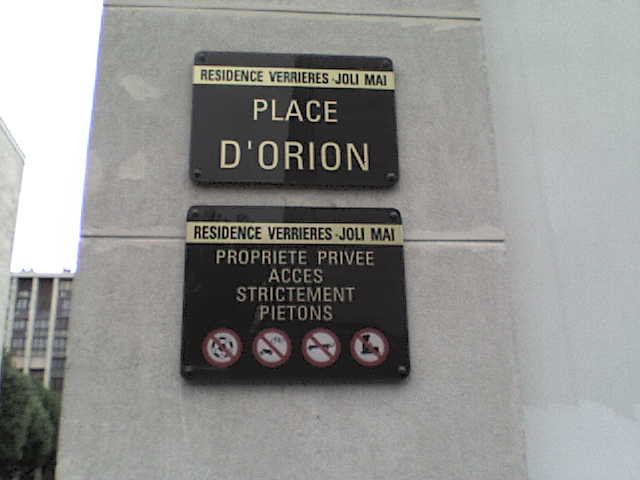 RESIDENCE VERRIERES-JOLI MAI
PLACE
D'ORION
RESIDENCE VERRIERES-JOLI MAI
PROPRIETE PRIVEE
ACCES
STRICTEMENT
PIETONS